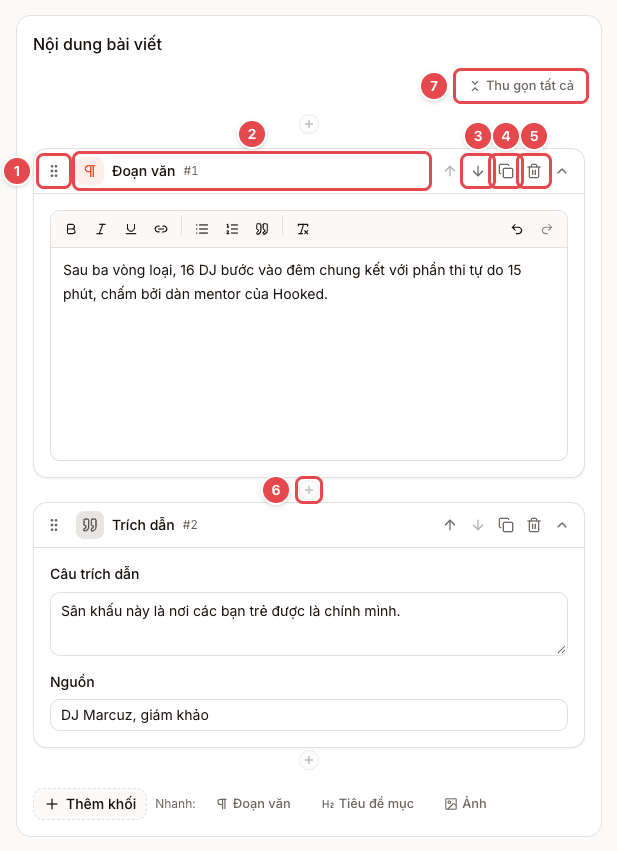 Nội dung bài viết
7 Thu gọn tất cả
2 3 4 5
1 Đoạn văn #1
B I U
Sau ba vòng loại, 16 DJ bước vào đêm chung kết với phần thi tự do 15
phút, chấm bởi dàn mentor của Hooked.
6
Trích dẫn #2
Câu trích dẫn
Sân khấu này là nơi các bạn trẻ được là chính mình.
Nguồn
DJ Marcuz, giám khảo
+ Thêm khối Nhanh: ¶ Đoạn văn H2 Tiêu đề mục Ảnh